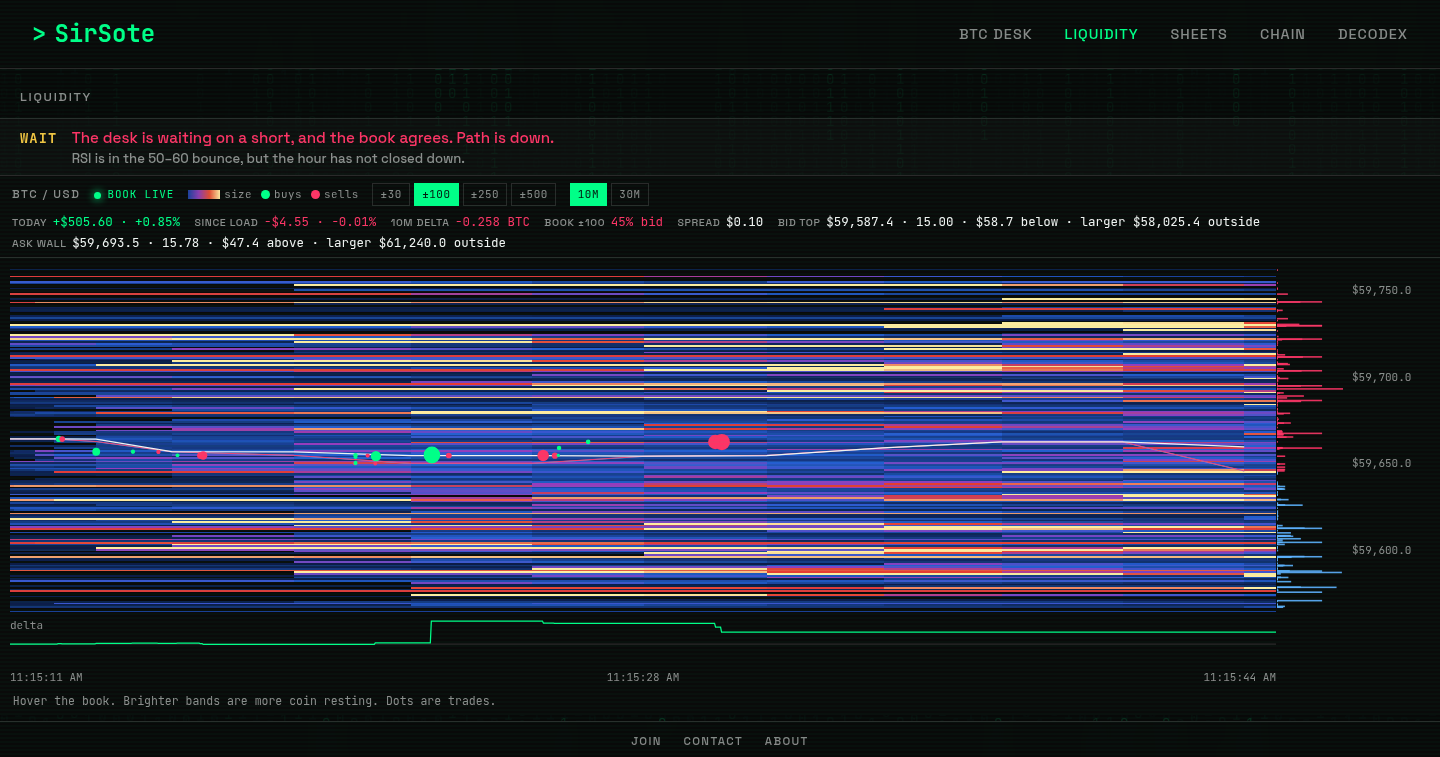 > SirSote
BTC DESK LIQUIDITY SHEETS CHAIN DECODEX
LIQUIDITY
WAIT The desk is waiting on a short, and the book agrees. Path is down.
RSI is in the 50–60 bounce, but the hour has not closed down.
BTC / USD BOOK LIVE size buys sells ±30 ±100 ±250 ±500 10M 30M
TODAY +$505.60 · +0.85% SINCE LOAD -$4.55 · -0.01% 10M DELTA -0.258 BTC BOOK ±100 45% bid SPREAD $0.10 BID TOP $59,587.4 · 15.00 · $58.7 below · larger $58,025.4 outside
ASK WALL $59,693.5 · 15.78 · $47.4 above · larger $61,240.0 outside
$59,750.0
$59,700.0
$59,650.0
$59,600.0
delta
11:15:11 AM 11:15:28 AM 11:15:44 AM
Hover the book. Brighter bands are more coin resting. Dots are trades.
JOIN CONTACT ABOUT